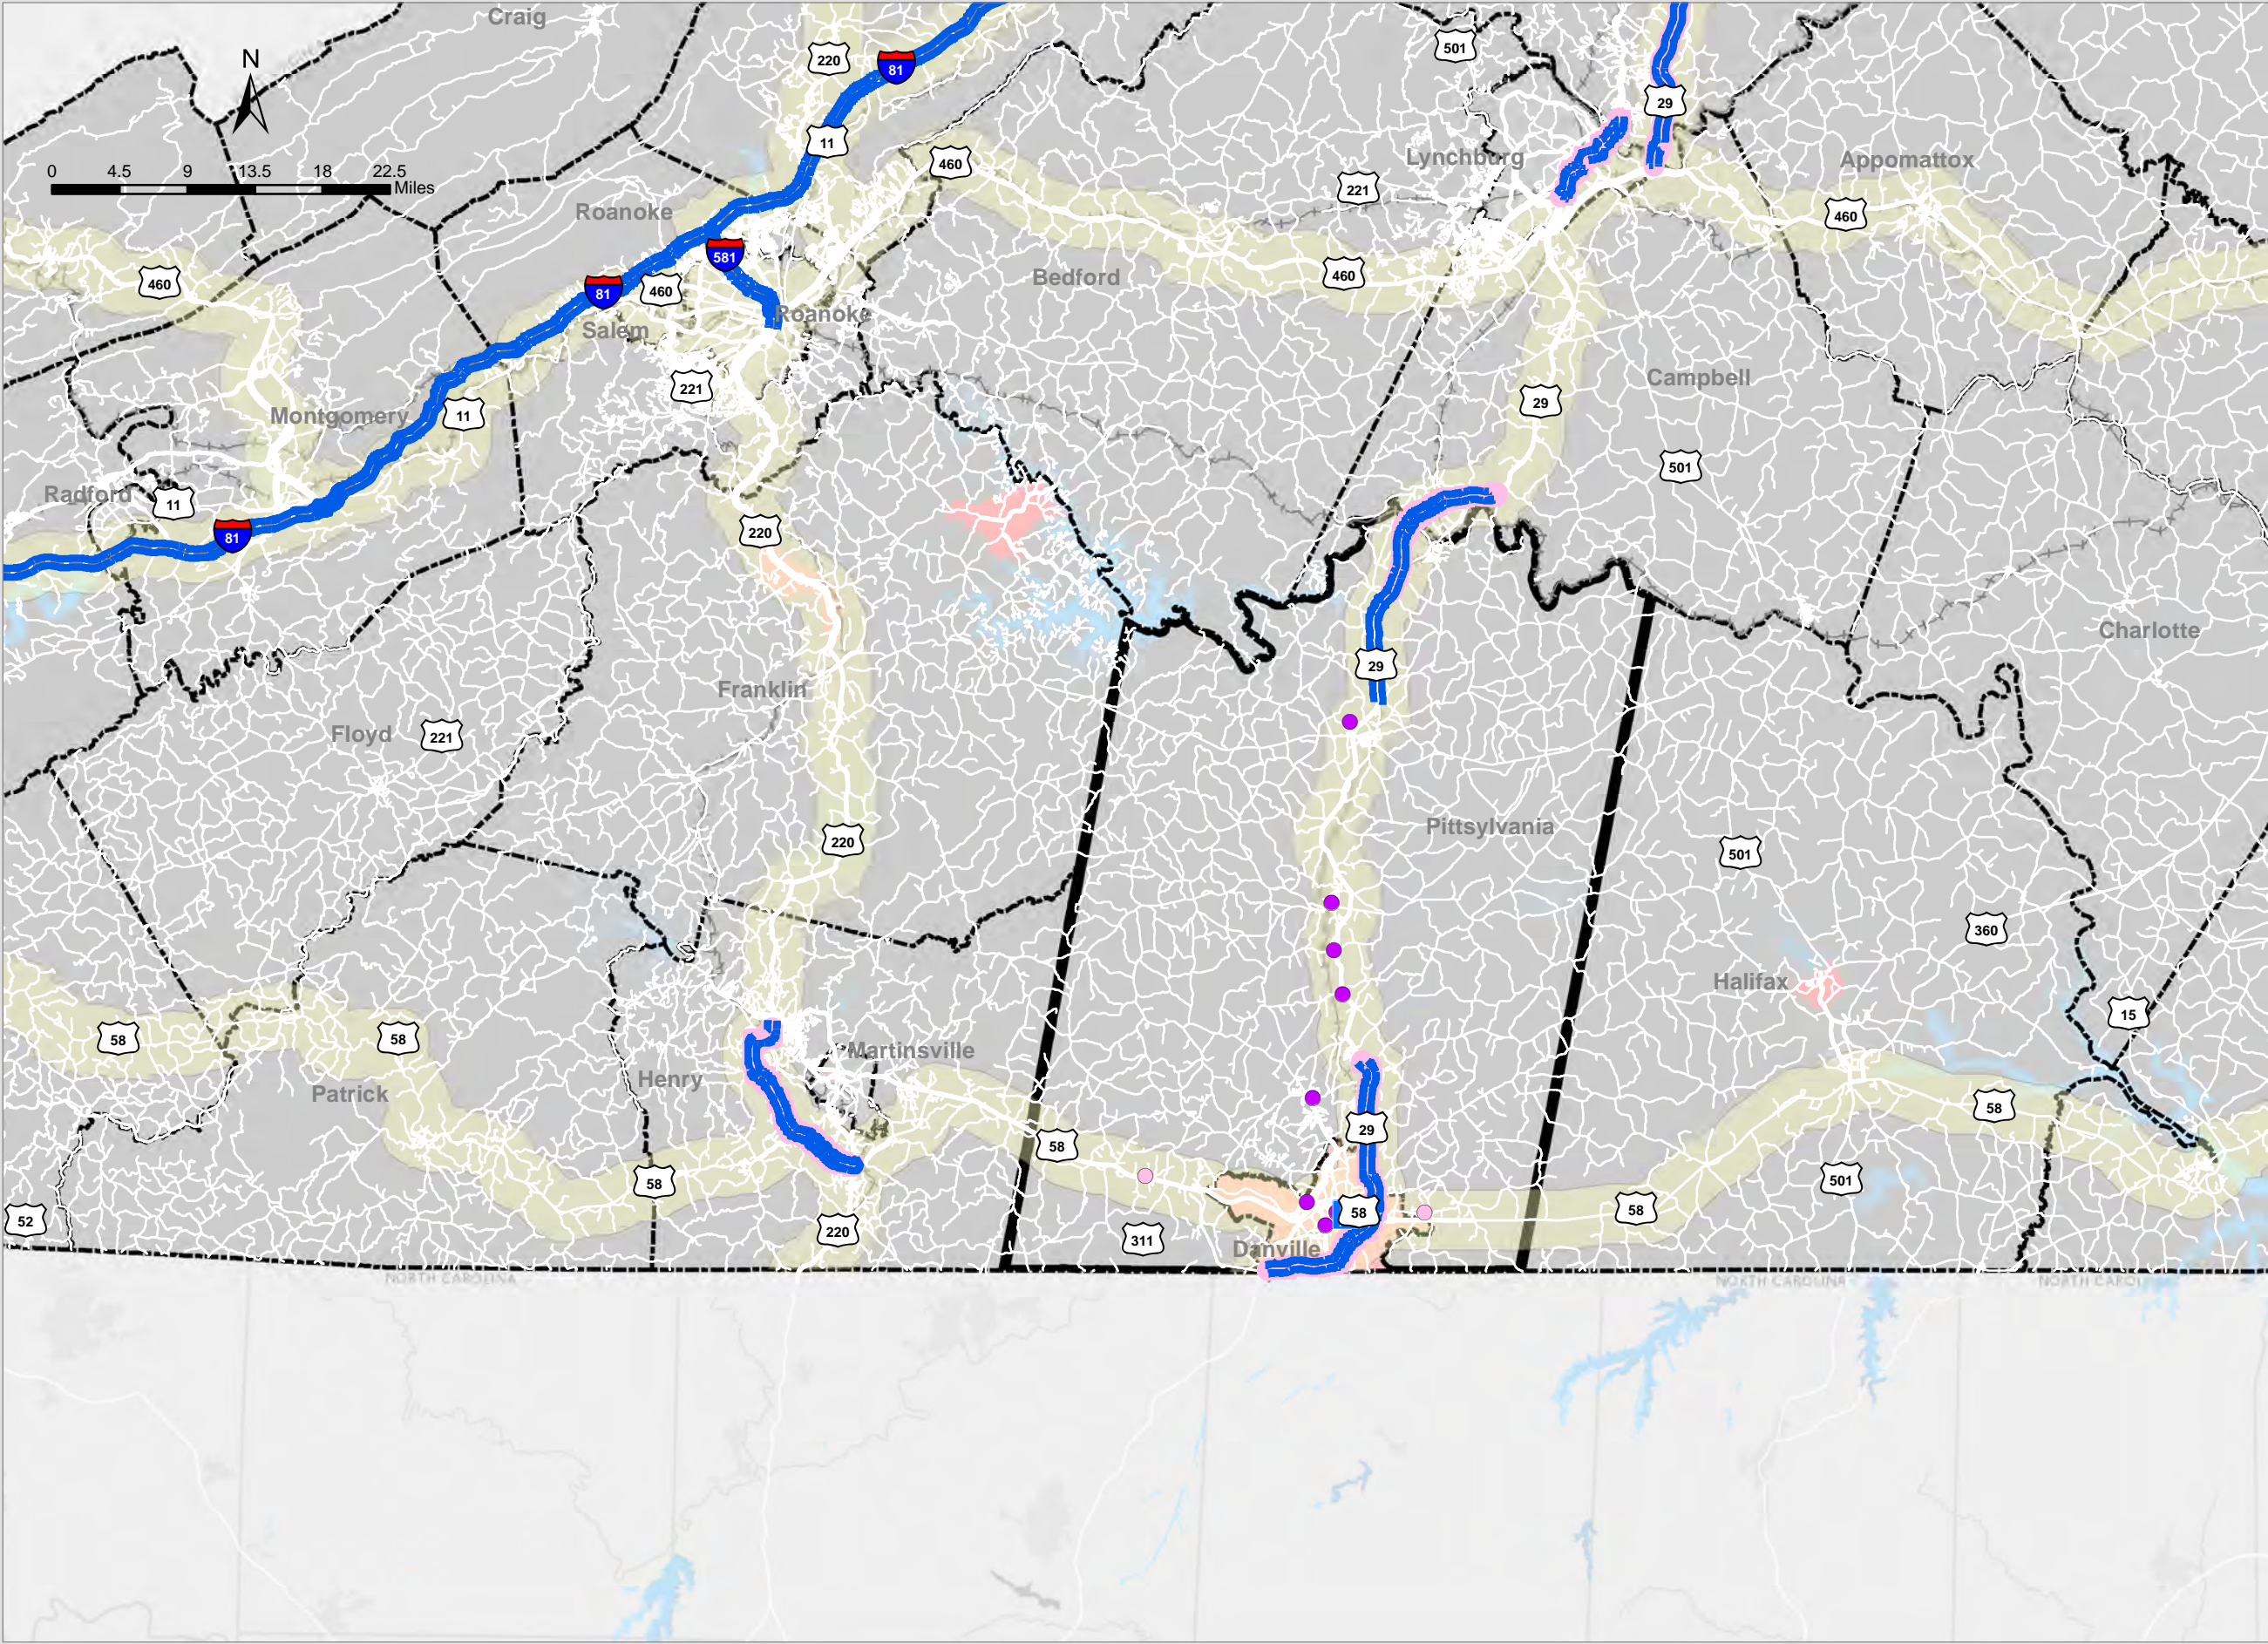 Craig
501
N
220
81
29
11
0 4.5 9 13.5 18 22.5
Miles
Lynchburg
Appomattox
460
221
Roanoke
460
581
Bedford
460
460
81
460
Roanoke
Salem
221
Campbell
29
Montgomery
11
501
Radford
11
81
220
Charlotte
29
Franklin
Floyd
221
220
Pittsylvania
501
360
Halifax
15
58
58
Martinsville
Henry
Patrick
58
29
58
58
501
58
52
58
58
220
311
Danville
NORTH CAROLINA
NORTH CAROLINA
NORTH CAROL